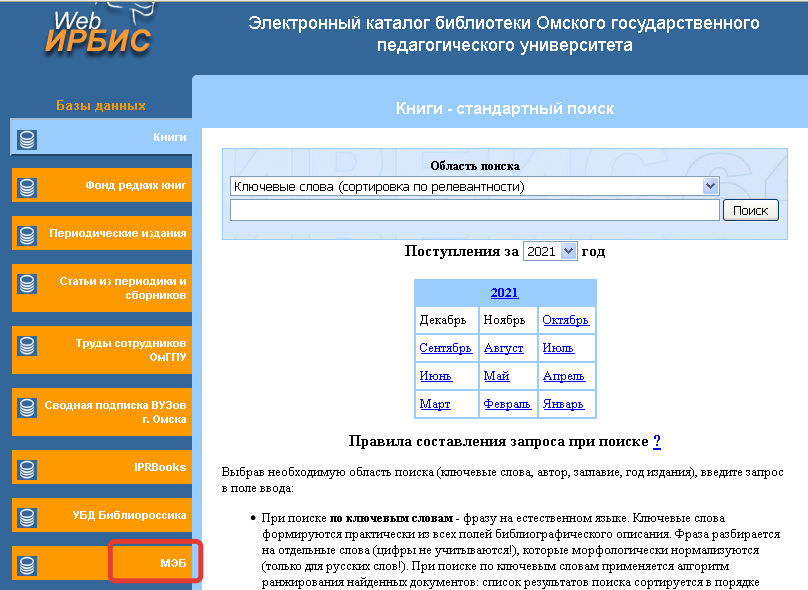 Web
ИРБИС
Электронный каталог библиотеки Омского государственного
педагогического университета
Базы данных
Книги
Фонд редких книг
Периодические издания
Статьи из периодики и
сборников
Труды сотрудников
ОмГПУ
Сводная подписка ВУЗов
г. Омска
IPRBooks
УБД Библиороссика
МЭБ
Книги - стандартный поиск
Область поиска
Ключевые слова (сортировка по релевантности)
Поиск
Поступления за 2021 год
2021
Декабрь Ноябрь Октябрь
Сентябрь Август Июль
Июнь Май Апрель
Март Февраль Январь
Правила составления запроса при поиске ?
Выбрав необходимую область поиска (ключевые слова, автор, заглавие, год издания), введите запрос
в поле ввода:
• При поиске по ключевым словам - фразу на естественном языке. Ключевые слова
формируются практически из всех полей библиографического описания. Фраза разбирается
на отдельные слова (цифры не учитываются!), которые морфологически нормализуются
(только для русских слов!). При поиске по ключевым словам применяется алгоритм
ранжирования найденных документов: список результатов поиска сортируется в порядке